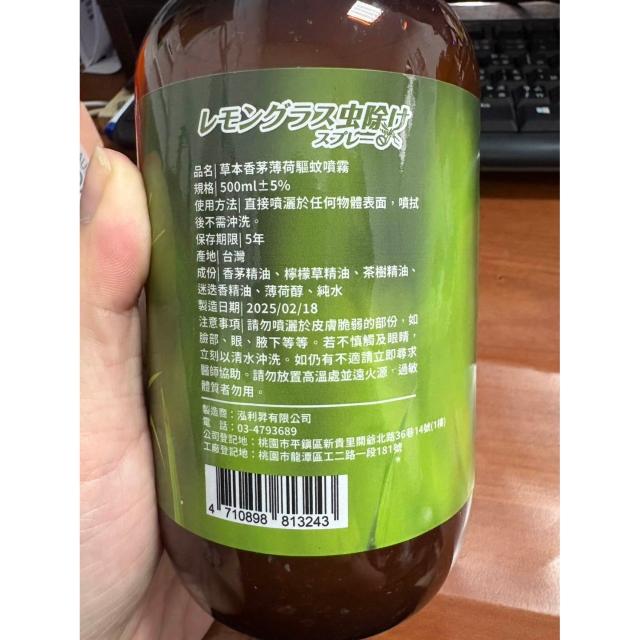 レモングラス虫除け
スプレー
品名| 草本香茅薄荷驅蚊噴霧
規格| 500ml±5%
使用方法| 直接噴灑於任何物體表面，噴拭
後不需沖洗。
保存期限| 5年
產地| 台灣
成份| 香茅精油、檸檬草精油、茶樹精油、
迷迭香精油、薄荷醇、純水
製造日期| 2025/02/18
注意事項| 請勿噴灑於皮膚脆弱的部份，如
臉部、眼、腋下等等。若不慎觸及眼睛，
立刻以清水沖洗。如仍有不適請立即尋求
醫師協助。請勿放置高溫處並遠火源，過敏
體質者勿用。
製造商：泓利昇有限公司
電　話：03-4793689
公司登記地：桃園市平鎮區新貴里關爺北路36巷14號(1樓)
工廠登記地：桃園市龍潭區工二路一段181號
4 710898 813243